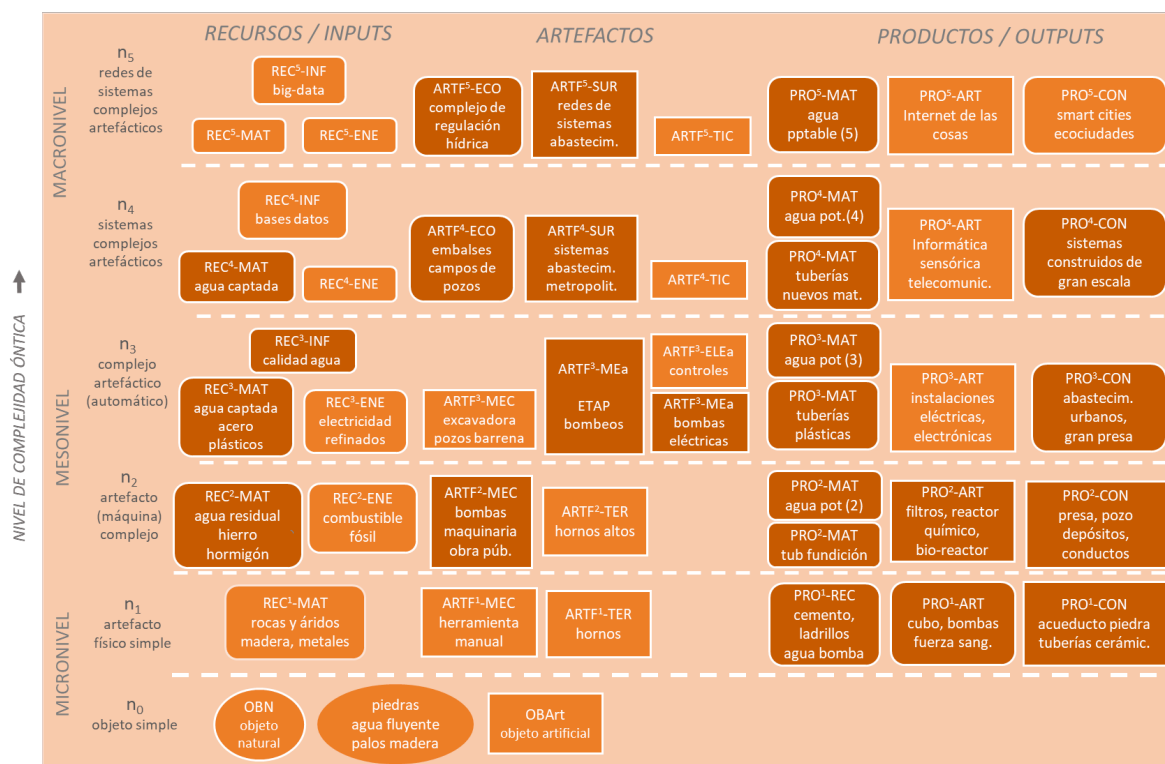 RECURSOS / INPUTS
ARTEFACTOS
PRODUCTOS / OUTPUTS
NIVEL DE COMPLEJIDAD ÓNTICA
MACRONIVEL
n₅
redes de
sistemas
complejos
artefácticos
REC⁵-INF
big-data
REC⁵-MAT
REC⁵-ENE
ARTF⁵-ECO
complejo de
regulación
hídrica
ARTF⁵-SUR
redes de
sistemas
abastecim.
ARTF⁵-TIC
PRO⁵-MAT
agua
pptable (5)
PRO⁵-ART
Internet de las
cosas
PRO⁵-CON
smart cities
ecociudades
n₄
sistemas
complejos
artefácticos
REC⁴-INF
bases datos
REC⁴-MAT
agua captada
REC⁴-ENE
ARTF⁴-ECO
embalses
campos de
pozos
ARTF⁴-SUR
sistemas
abastecim.
metropolit.
ARTF⁴-TIC
PRO⁴-MAT
agua pot.(4)
PRO⁴-MAT
tuberías
nuevos mat.
PRO⁴-ART
Informática
sensórica
telecomunic.
PRO⁴-CON
sistemas
construidos de
gran escala
MESONIVEL
n₃
complejo
artefáctico
(automático)
REC³-INF
calidad agua
REC³-MAT
agua captada
acero
plásticos
REC³-ENE
electricidad
refinados
ARTF³-MEC
excavadora
pozos barrena
ARTF³-MEa
ETAP
bombeos
ARTF³-ELEa
controles
ARTF³-MEa
bombas
eléctricas
PRO³-MAT
agua pot (3)
PRO³-MAT
tuberías
plásticas
PRO³-ART
instalaciones
eléctricas,
electrónicas
PRO³-CON
abastecim.
urbanos,
gran presa
n₂
artefacto
(máquina)
complejo
REC²-MAT
agua residual
hierro
hormigón
REC²-ENE
combustible
fósil
ARTF²-MEC
bombas
maquinaria
obra púb.
ARTF²-TER
hornos altos
PRO²-MAT
agua pot (2)
PRO²-MAT
tub fundición
PRO²-ART
filtros, reactor
químico,
bio-reactor
PRO²-CON
presa, pozo
depósitos,
conductos
MICRONIVEL
n₁
artefacto
físico simple
REC¹-MAT
rocas y áridos
madera, metales
ARTF¹-MEC
herramienta
manual
ARTF¹-TER
hornos
PRO¹-REC
cemento,
ladrillos
agua bomba
PRO¹-ART
cubo, bombas
fuerza sang.
PRO¹-CON
acueducto piedra
tuberías cerámic.
n₀
objeto simple
OBN
objeto
natural
piedras
agua fluyente
palos madera
OBArt
objeto artificial